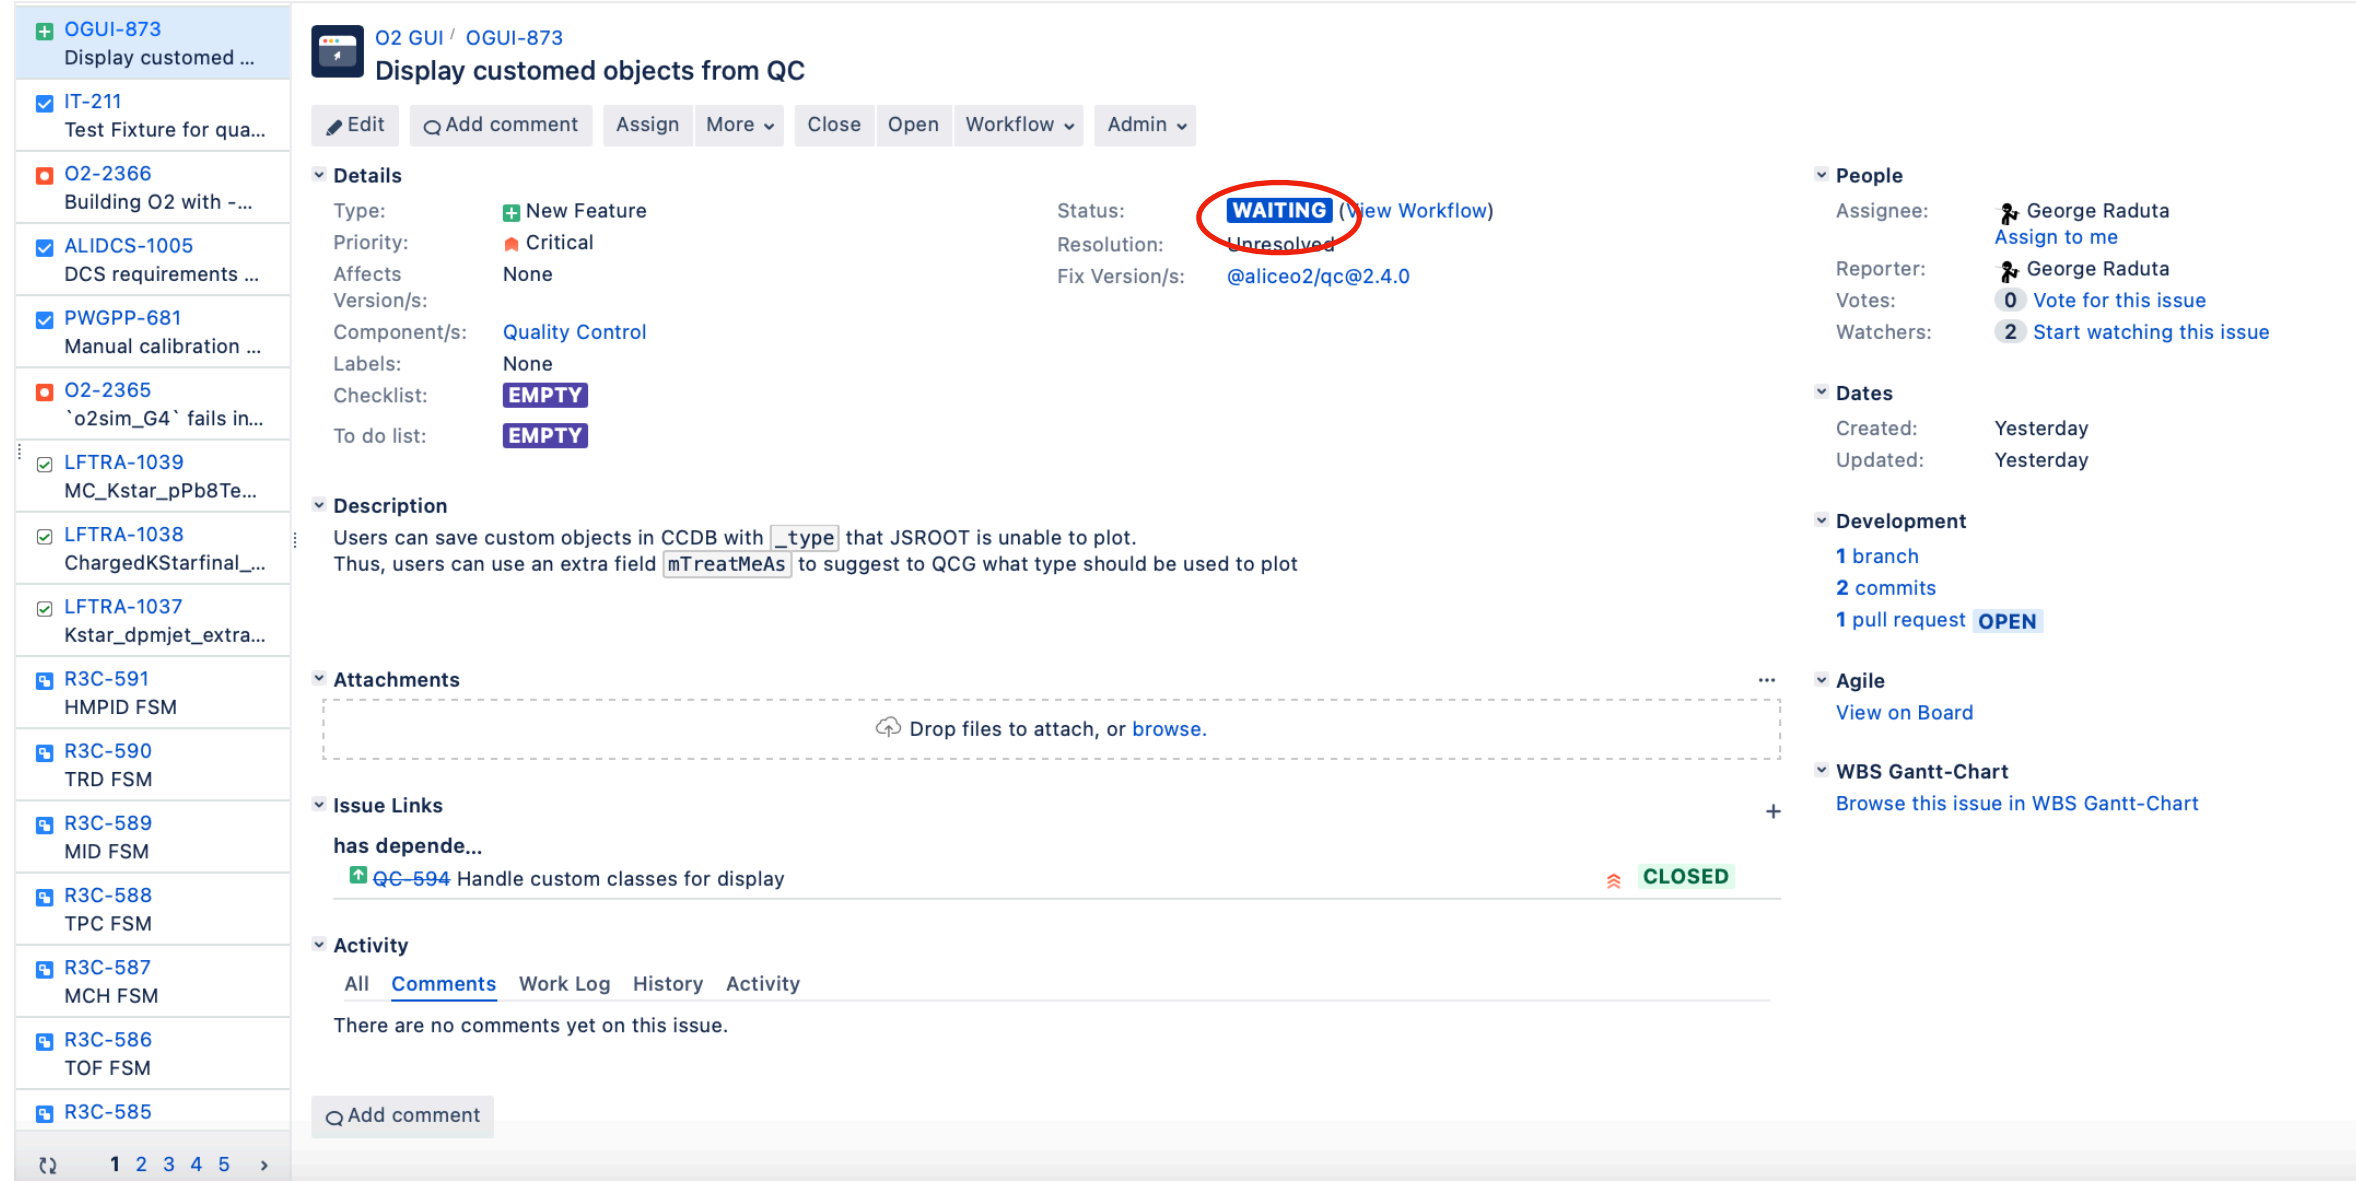 OGUI-873
Display customed ...
IT-211
Test Fixture for qua...
O2-2366
Building O2 with -...
ALIDCS-1005
DCS requirements ...
PWGPP-681
Manual calibration ...
O2-2365
`o2sim_G4` fails in...
LFTRA-1039
MC_Kstar_pPb8Te...
LFTRA-1038
ChargedKStarfinal_...
LFTRA-1037
Kstar_dpmjet_extra...
R3C-591
HMPID FSM
R3C-590
TRD FSM
R3C-589
MID FSM
R3C-588
TPC FSM
R3C-587
MCH FSM
R3C-586
TOF FSM
R3C-585
1 2 3 4 5 >
O2 GUI / OGUI-873
Display customed objects from QC
Edit Add comment Assign More Close Open Workflow Admin
Details
Type: New Feature
Priority: Critical
Affects Version/s: None
Component/s: Quality Control
Labels: None
Checklist: EMPTY
To do list: EMPTY
Status: WAITING (View Workflow)
Resolution: Unresolved
Fix Version/s: @aliceo2/qc@2.4.0
Description
Users can save custom objects in CCDB with _type that JSROOT is unable to plot.
Thus, users can use an extra field mTreatMeAs to suggest to QCG what type should be used to plot
Attachments
...
Drop files to attach, or browse.
Issue Links
+
has depende...
QC-594 Handle custom classes for display CLOSED
Activity
All Comments Work Log History Activity
There are no comments yet on this issue.
Add comment
People
Assignee: George Raduta
Assign to me
Reporter: George Raduta
Votes: 0 Vote for this issue
Watchers: 2 Start watching this issue
Dates
Created: Yesterday
Updated: Yesterday
Development
1 branch
2 commits
1 pull request OPEN
Agile
View on Board
WBS Gantt-Chart
Browse this issue in WBS Gantt-Chart